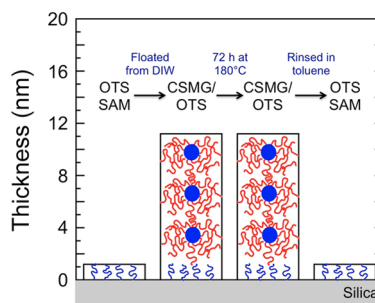 Thickness (nm)
20
16
12
8
4
0
Floated
from DIW
72 h at
180°C
Rinsed in
toluene
OTS
SAM
CSMG/
OTS
CSMG/
OTS
OTS
SAM
Silica